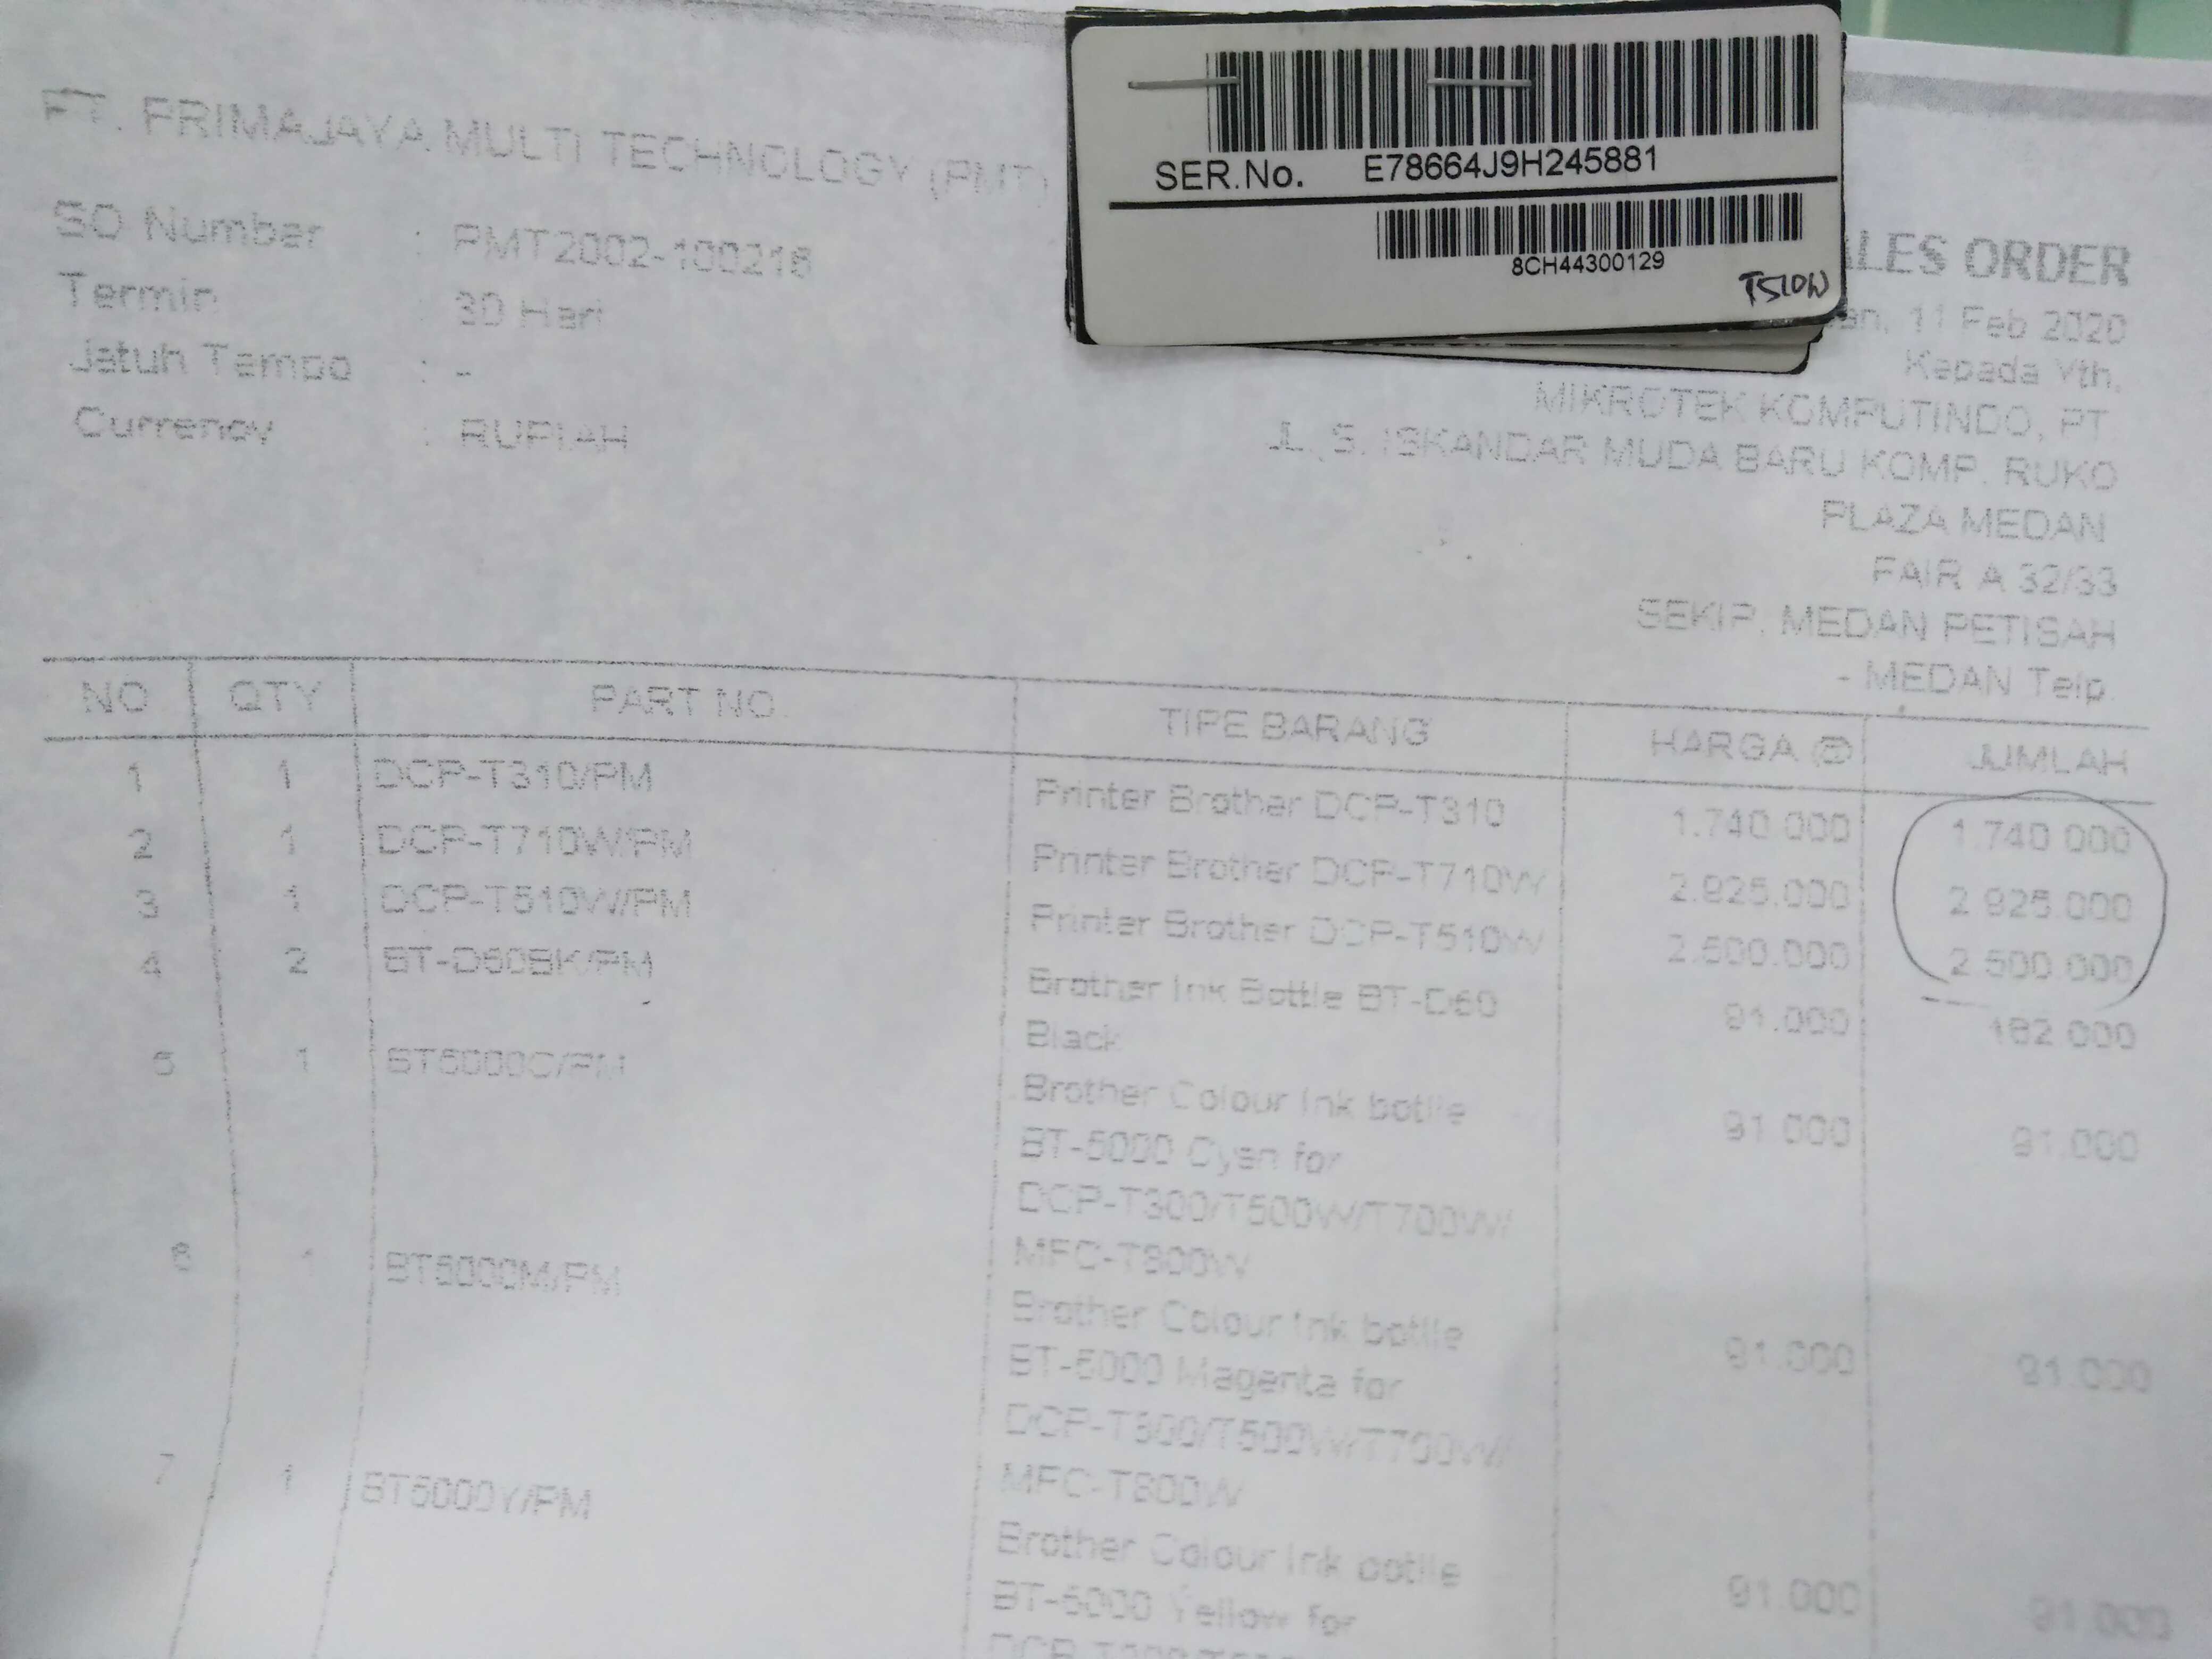 PT. PRIMAJAYA MULTI TECHNOLOGY (PMT)
SER.No. E78664J9H245881
8CH44300129
T510W
SO Number : PMT2002-100216
Termin : 30 Hari
Jatuh Tempo : -
Currency : RUPIAH
ALES ORDER
an, 11 Feb 2020
Kepada Yth,
MIKROTEK KOMPUTINDO, PT
JL. S. ISKANDAR MUDA BARU KOMP. RUKO
PLAZA MEDAN
FAIR A 32/33
SEKIP, MEDAN PETISAH
- MEDAN Telp.
NO QTY PART NO. TIPE BARANG HARGA @ JUMLAH
1 1 DCP-T310/PM Printer Brother DCP-T310 1.740.000 1.740.000
2 1 DCP-T710W/PM Printer Brother DCP-T710W 2.925.000 2.925.000
3 1 DCP-T510W/PM Printer Brother DCP-T510W 2.500.000 2.500.000
4 2 BT-D60BK/PM Brother Ink Bottle BT-D60 91.000 182.000
Black
5 1 BT5000C/PM Brother Colour Ink bottle 91.000 91.000
BT-5000 Cyan for
DCP-T300/T500W/T700W/
MFC-T800W
6 1 BT5000M/PM Brother Colour Ink bottle 91.000 91.000
BT-5000 Magenta for
DCP-T300/T500W/T700W/
MFC-T800W
7 1 BT5000Y/PM Brother Colour Ink bottle 91.000 91.000
BT-5000 Yellow for